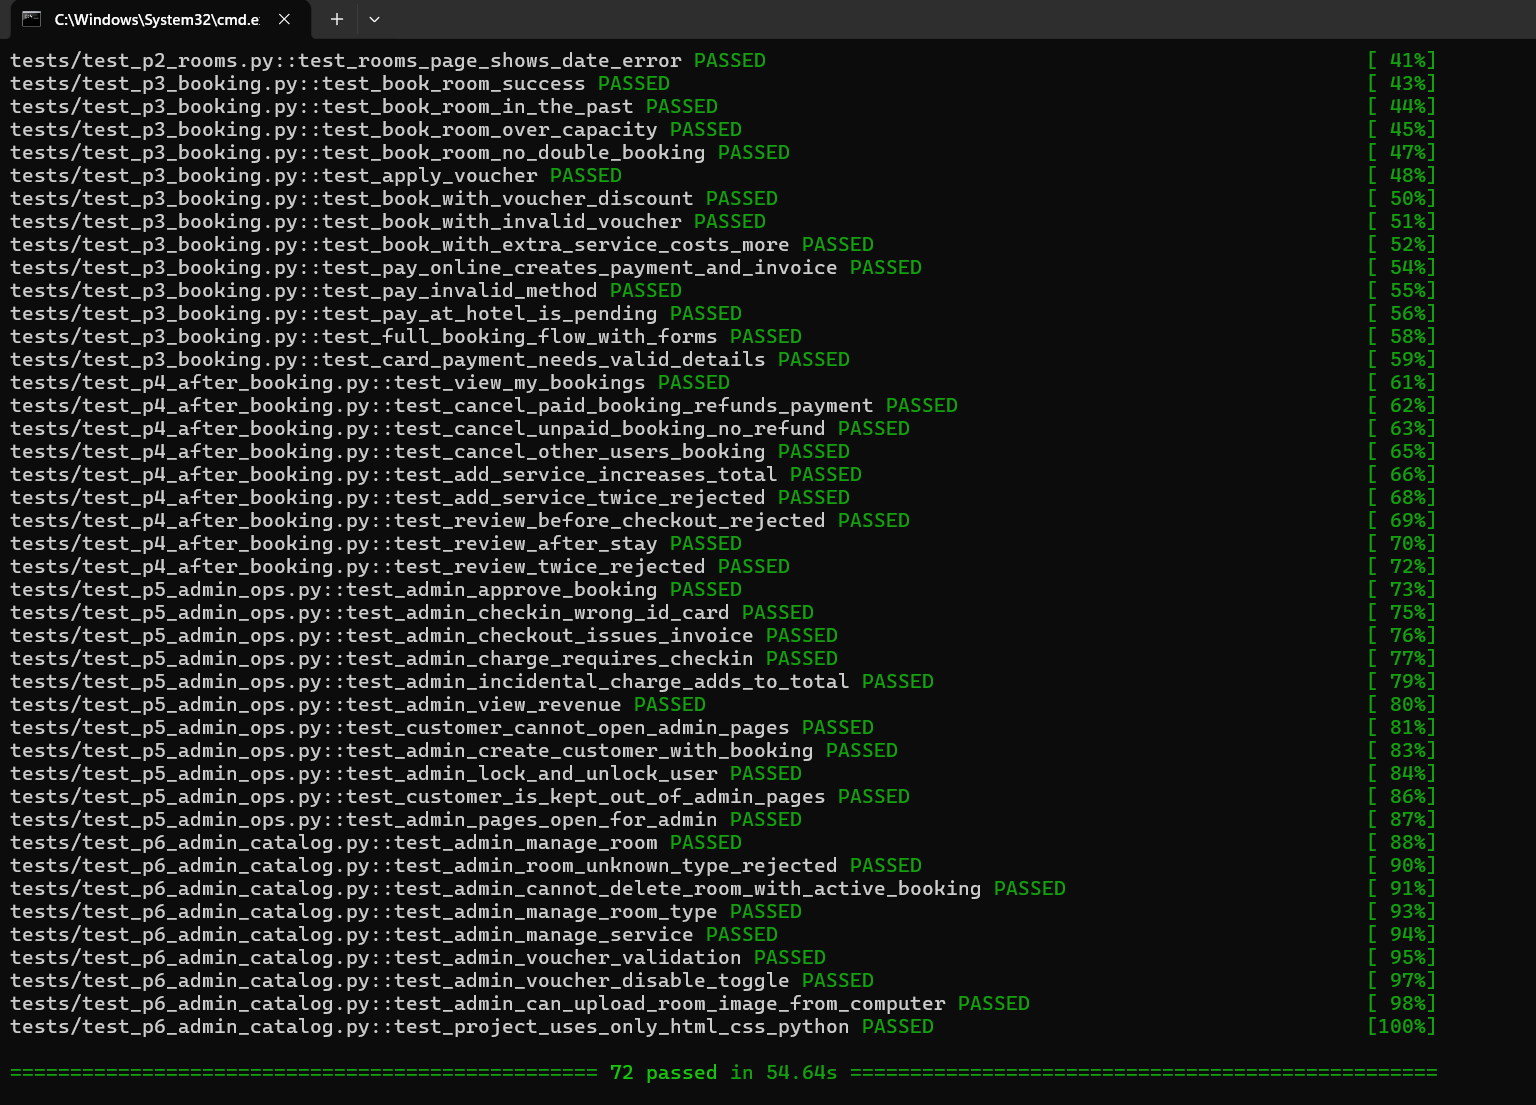 C:\Windows\System32\cmd.e
tests/test_p2_rooms.py::test_rooms_page_shows_date_error PASSED [ 41%]
tests/test_p3_booking.py::test_book_room_success PASSED [ 43%]
tests/test_p3_booking.py::test_book_room_in_the_past PASSED [ 44%]
tests/test_p3_booking.py::test_book_room_over_capacity PASSED [ 45%]
tests/test_p3_booking.py::test_book_room_no_double_booking PASSED [ 47%]
tests/test_p3_booking.py::test_apply_voucher PASSED [ 48%]
tests/test_p3_booking.py::test_book_with_voucher_discount PASSED [ 50%]
tests/test_p3_booking.py::test_book_with_invalid_voucher PASSED [ 51%]
tests/test_p3_booking.py::test_book_with_extra_service_costs_more PASSED [ 52%]
tests/test_p3_booking.py::test_pay_online_creates_payment_and_invoice PASSED [ 54%]
tests/test_p3_booking.py::test_pay_invalid_method PASSED [ 55%]
tests/test_p3_booking.py::test_pay_at_hotel_is_pending PASSED [ 56%]
tests/test_p3_booking.py::test_full_booking_flow_with_forms PASSED [ 58%]
tests/test_p3_booking.py::test_card_payment_needs_valid_details PASSED [ 59%]
tests/test_p4_after_booking.py::test_view_my_bookings PASSED [ 61%]
tests/test_p4_after_booking.py::test_cancel_paid_booking_refunds_payment PASSED [ 62%]
tests/test_p4_after_booking.py::test_cancel_unpaid_booking_no_refund PASSED [ 63%]
tests/test_p4_after_booking.py::test_cancel_other_users_booking PASSED [ 65%]
tests/test_p4_after_booking.py::test_add_service_increases_total PASSED [ 66%]
tests/test_p4_after_booking.py::test_add_service_twice_rejected PASSED [ 68%]
tests/test_p4_after_booking.py::test_review_before_checkout_rejected PASSED [ 69%]
tests/test_p4_after_booking.py::test_review_after_stay PASSED [ 70%]
tests/test_p4_after_booking.py::test_review_twice_rejected PASSED [ 72%]
tests/test_p5_admin_ops.py::test_admin_approve_booking PASSED [ 73%]
tests/test_p5_admin_ops.py::test_admin_checkin_wrong_id_card PASSED [ 75%]
tests/test_p5_admin_ops.py::test_admin_checkout_issues_invoice PASSED [ 76%]
tests/test_p5_admin_ops.py::test_admin_charge_requires_checkin PASSED [ 77%]
tests/test_p5_admin_ops.py::test_admin_incidental_charge_adds_to_total PASSED [ 79%]
tests/test_p5_admin_ops.py::test_admin_view_revenue PASSED [ 80%]
tests/test_p5_admin_ops.py::test_customer_cannot_open_admin_pages PASSED [ 81%]
tests/test_p5_admin_ops.py::test_admin_create_customer_with_booking PASSED [ 83%]
tests/test_p5_admin_ops.py::test_admin_lock_and_unlock_user PASSED [ 84%]
tests/test_p5_admin_ops.py::test_customer_is_kept_out_of_admin_pages PASSED [ 86%]
tests/test_p5_admin_ops.py::test_admin_pages_open_for_admin PASSED [ 87%]
tests/test_p6_admin_catalog.py::test_admin_manage_room PASSED [ 88%]
tests/test_p6_admin_catalog.py::test_admin_room_unknown_type_rejected PASSED [ 90%]
tests/test_p6_admin_catalog.py::test_admin_cannot_delete_room_with_active_booking PASSED [ 91%]
tests/test_p6_admin_catalog.py::test_admin_manage_room_type PASSED [ 93%]
tests/test_p6_admin_catalog.py::test_admin_manage_service PASSED [ 94%]
tests/test_p6_admin_catalog.py::test_admin_voucher_validation PASSED [ 95%]
tests/test_p6_admin_catalog.py::test_admin_voucher_disable_toggle PASSED [ 97%]
tests/test_p6_admin_catalog.py::test_admin_can_upload_room_image_from_computer PASSED [ 98%]
tests/test_p6_admin_catalog.py::test_project_uses_only_html_css_python PASSED [100%]
================================================= 72 passed in 54.64s =================================================